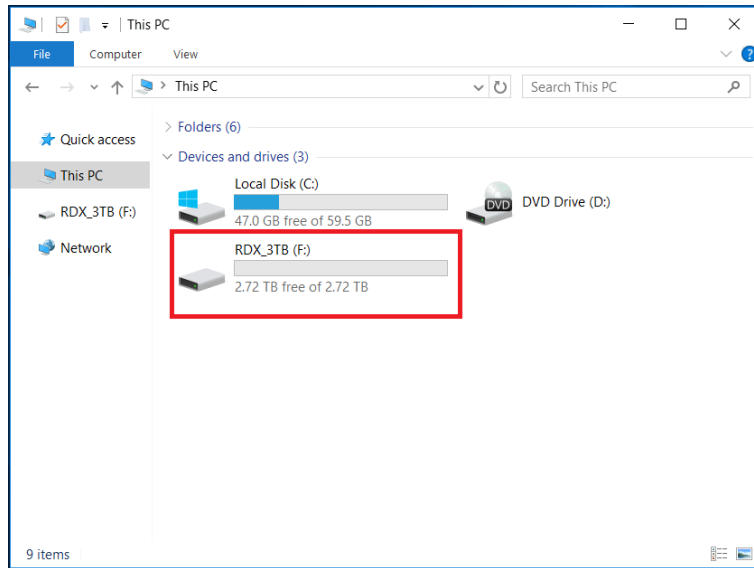 This PC
File Computer View
This PC Search This PC
Quick access
This PC
RDX_3TB (F:)
Network
Folders (6)
Devices and drives (3)
Local Disk (C:)
47.0 GB free of 59.5 GB
DVD
DVD Drive (D:)
RDX_3TB (F:)
2.72 TB free of 2.72 TB
9 items